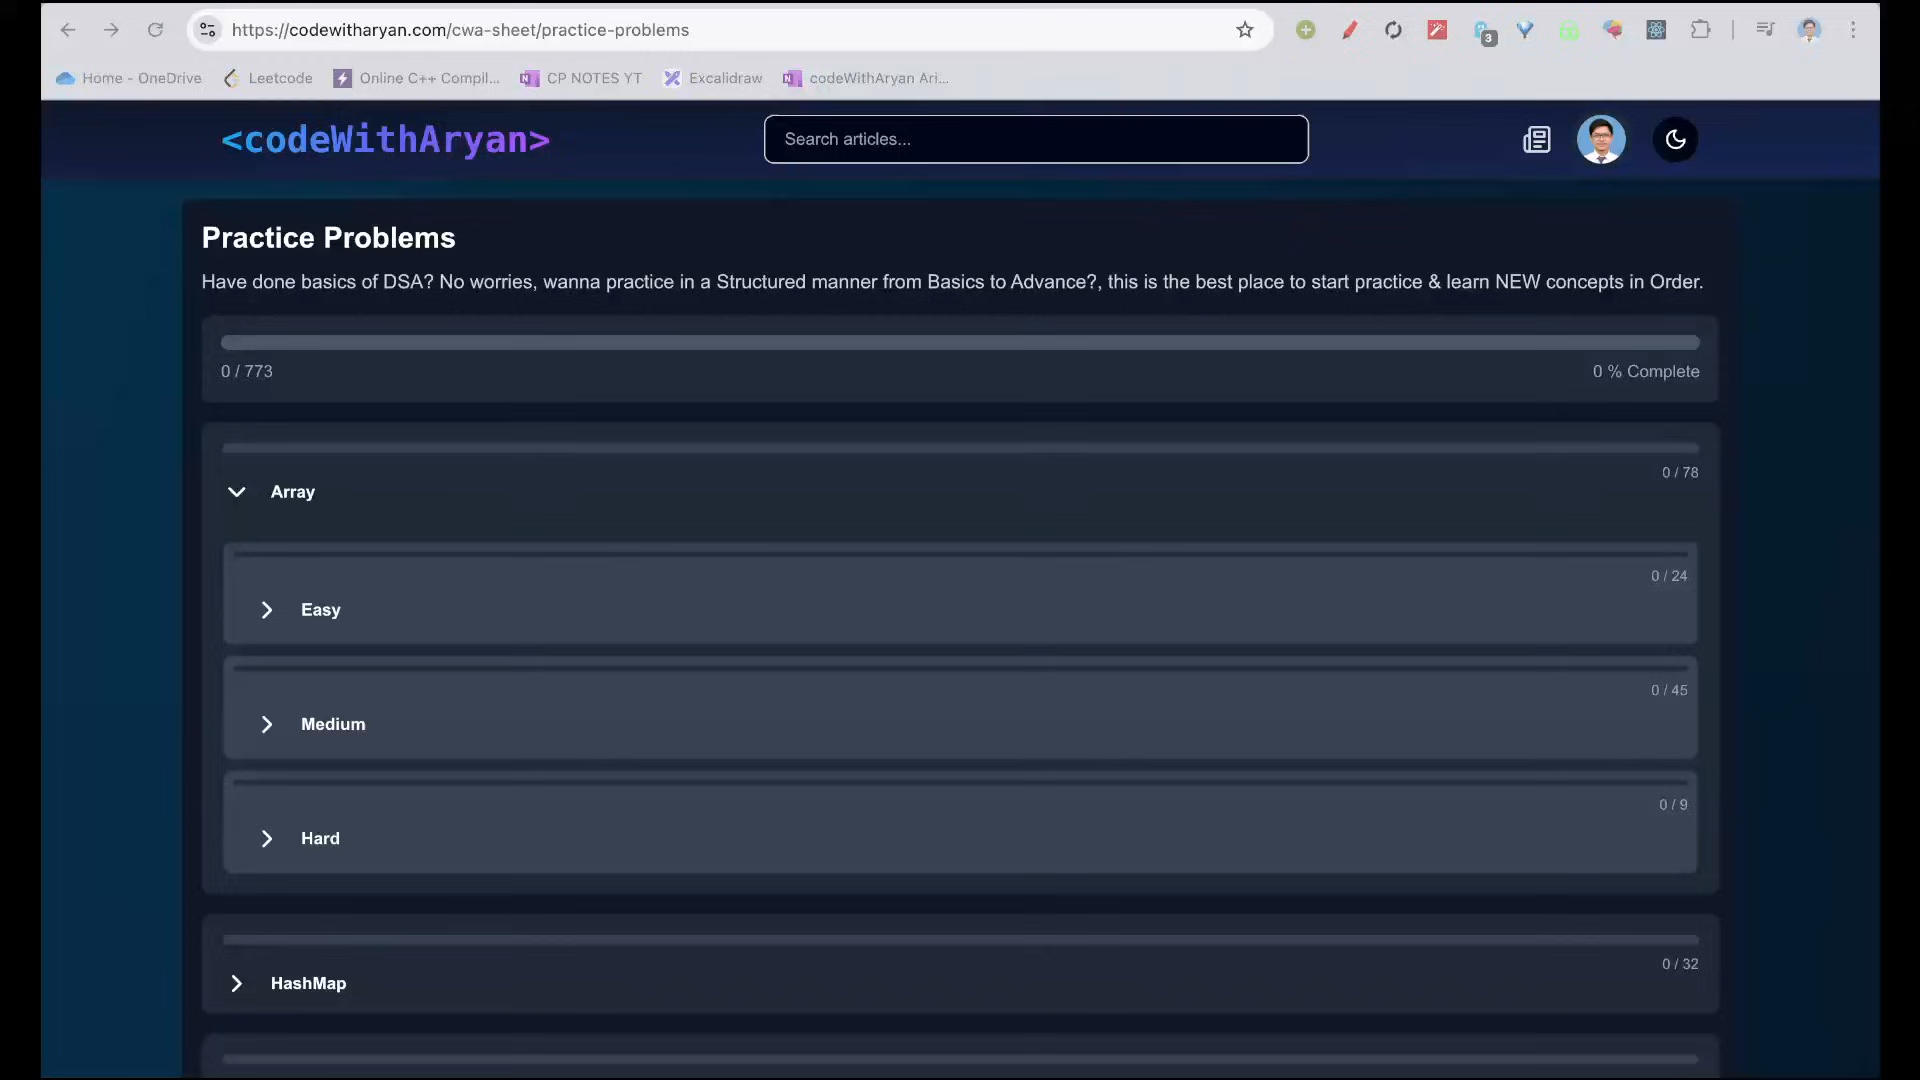 https://codewitharyan.com/cwa-sheet/practice-problems
3
Home - OneDrive
Leetcode
Online C++ Compil...
CP NOTES YT
Excalidraw
codeWithAryan Ari...
<codeWithAryan>
Search articles...
Practice Problems
Have done basics of DSA? No worries, wanna practice in a Structured manner from Basics to Advance?, this is the best place to start practice & learn NEW concepts in Order.
0 / 773
0 % Complete
0 / 78
Array
0 / 24
Easy
0 / 45
Medium
0 / 9
Hard
0 / 32
HashMap